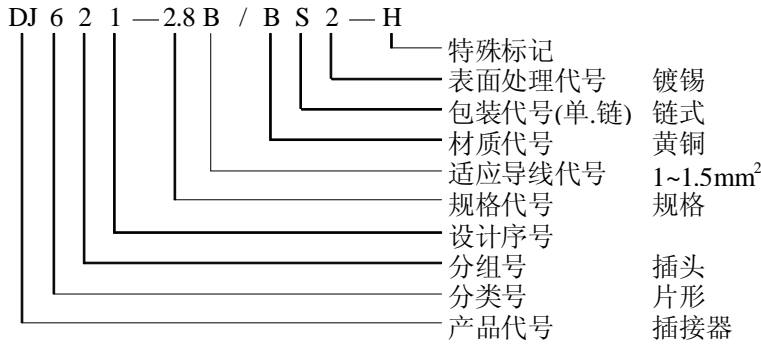 DJ 6 2 1 — 2.8 B / B S 2 — H
特殊标记
表面处理代号 镀锡
包装代号(单.链) 链式
材质代号 黄铜
适应导线代号 1~1.5mm²
规格代号 规格
设计序号
分组号 插头
分类号 片形
产品代号 插接器